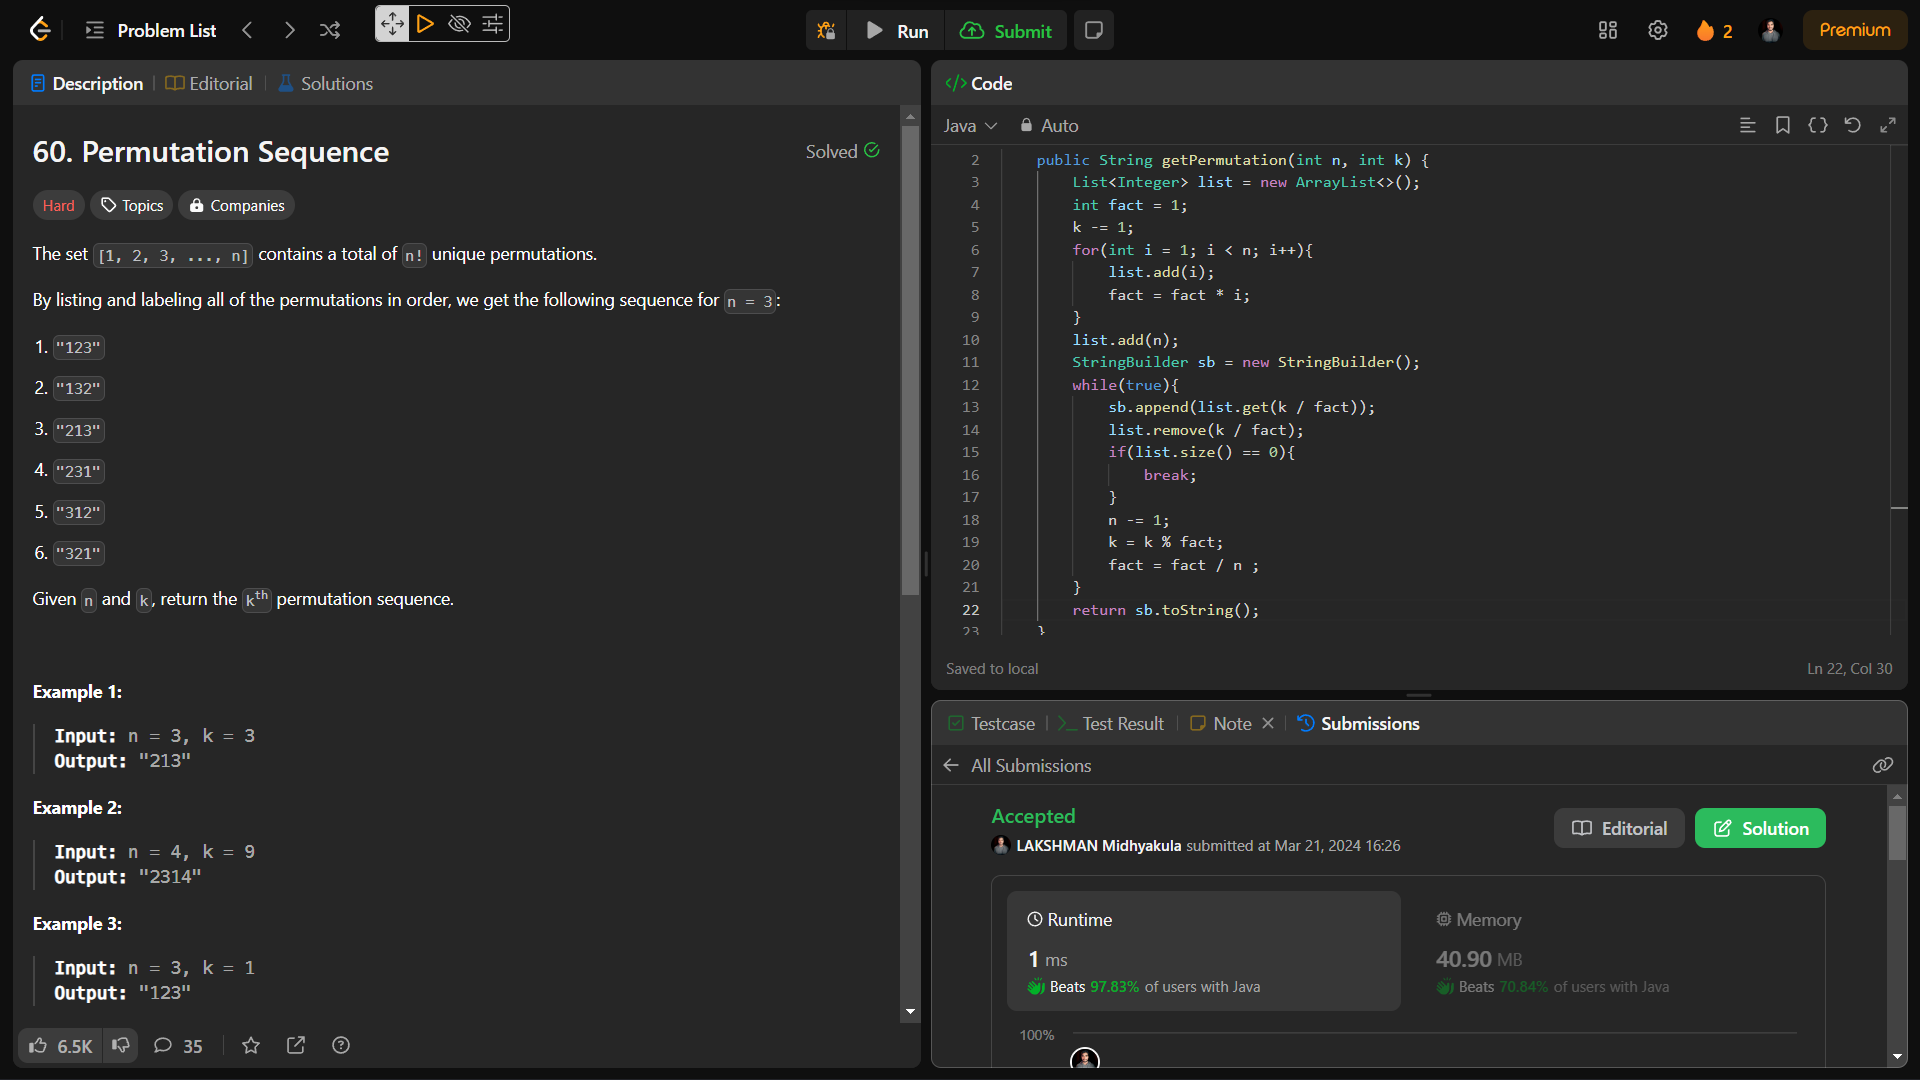 Problem List
Run
Submit
2
Premium
Description
Editorial
Solutions
60. Permutation Sequence
Solved
Hard
Topics
Companies
The set [1, 2, 3, ..., n] contains a total of n! unique permutations.
By listing and labeling all of the permutations in order, we get the following sequence for n = 3:
1. "123"
2. "132"
3. "213"
4. "231"
5. "312"
6. "321"
Given n and k, return the kth permutation sequence.
Example 1:
Input: n = 3, k = 3
Output: "213"
Example 2:
Input: n = 4, k = 9
Output: "2314"
Example 3:
Input: n = 3, k = 1
Output: "123"
6.5K
35
</> Code
Java
Auto
2 public String getPermutation(int n, int k) {
3 List<Integer> list = new ArrayList<>();
4 int fact = 1;
5 k -= 1;
6 for(int i = 1; i < n; i++){
7 list.add(i);
8 fact = fact * i;
9 }
10 list.add(n);
11 StringBuilder sb = new StringBuilder();
12 while(true){
13 sb.append(list.get(k / fact));
14 list.remove(k / fact);
15 if(list.size() == 0){
16 break;
17 }
18 n -= 1;
19 k = k % fact;
20 fact = fact / n ;
21 }
22 return sb.toString();
23 }
Saved to local
Ln 22, Col 30
Testcase
Test Result
Note
Submissions
All Submissions
Accepted
LAKSHMAN Midhyakula submitted at Mar 21, 2024 16:26
Editorial
Solution
Runtime
1 ms
Beats 97.83% of users with Java
Memory
40.90 MB
Beats 70.84% of users with Java
100%